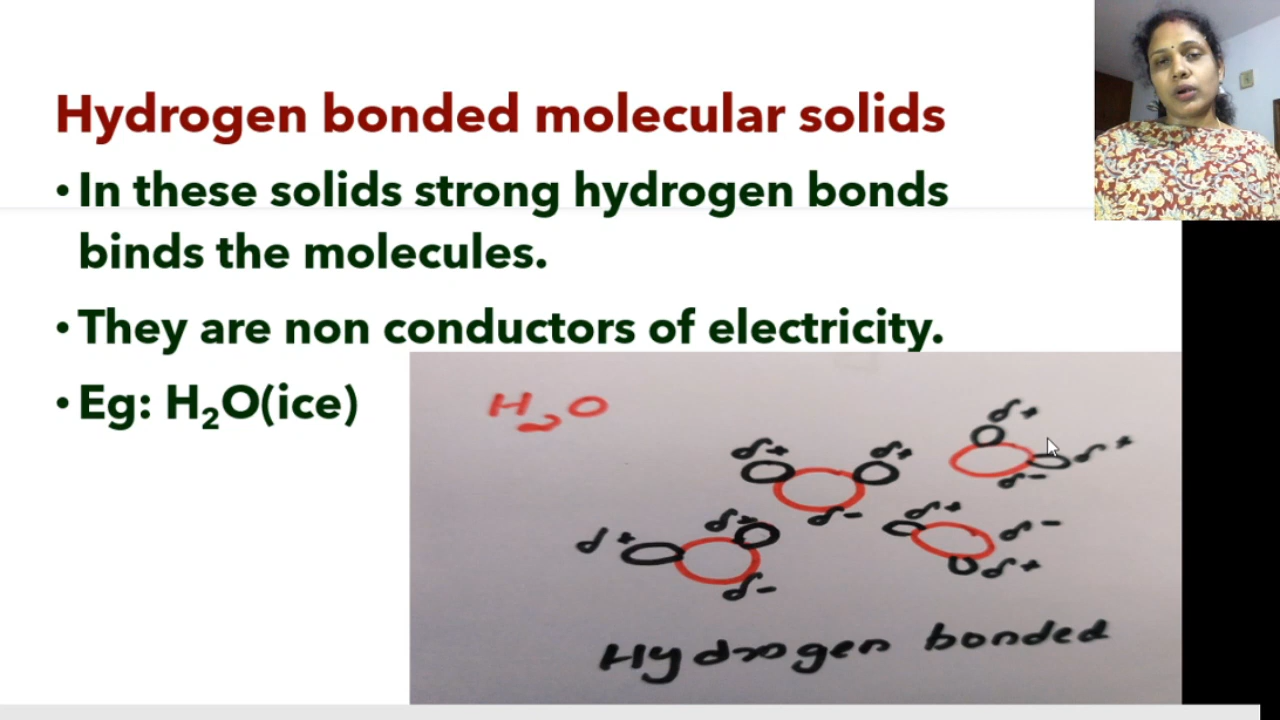 Hydrogen bonded molecular solids
• In these solids strong hydrogen bonds
binds the molecules.
• They are non conductors of electricity.
• Eg: H₂O(ice)
H₂O
δ+ δ+ δ-
δ+ δ+ δ-
δ+ δ+ δ-
δ+ δ- δ+
Hydrogen bonded